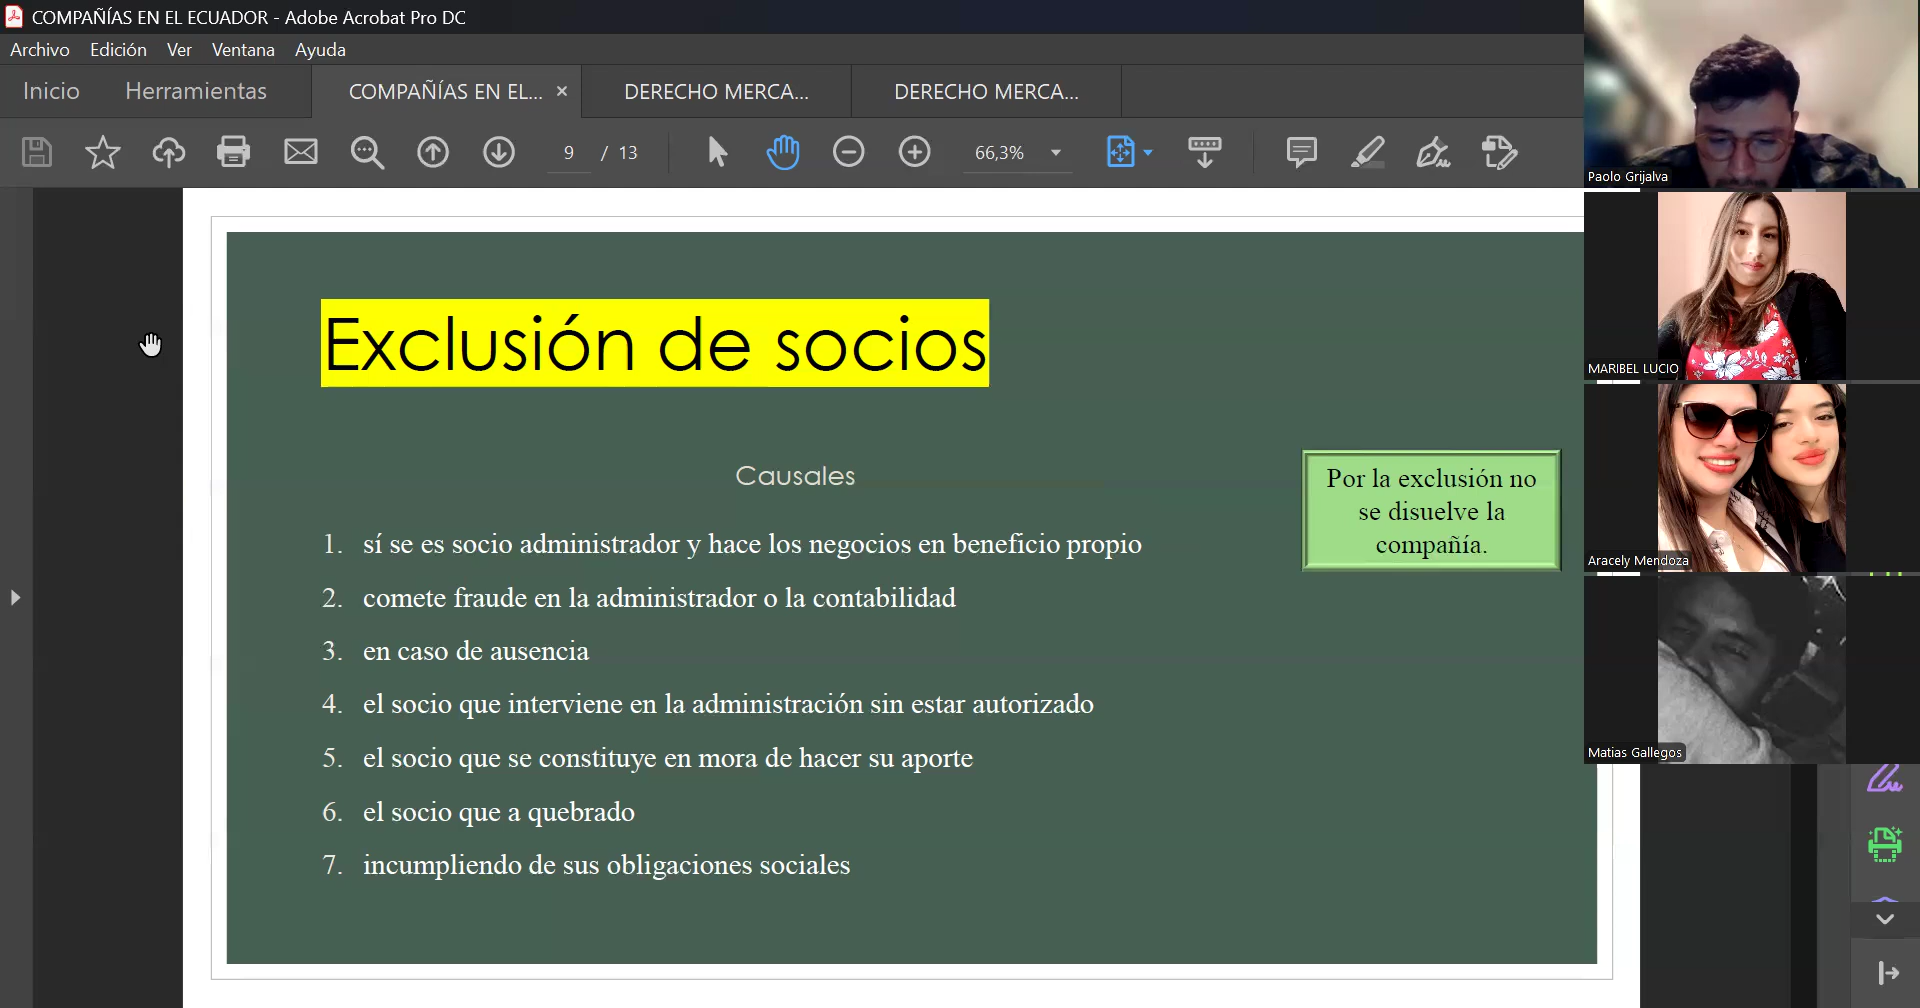 COMPAÑÍAS EN EL ECUADOR - Adobe Acrobat Pro DC
Archivo Edición Ver Ventana Ayuda
Inicio Herramientas COMPAÑÍAS EN EL... × DERECHO MERCA... DERECHO MERCA...
9 / 13 66,3%
Paolo Grijalva
MARIBEL LUCIO
Aracely Mendoza
Matias Gallegos
Exclusión de socios
Causales
1. sí se es socio administrador y hace los negocios en beneficio propio
2. comete fraude en la administrador o la contabilidad
3. en caso de ausencia
4. el socio que interviene en la administración sin estar autorizado
5. el socio que se constituye en mora de hacer su aporte
6. el socio que a quebrado
7. incumpliendo de sus obligaciones sociales
Por la exclusión no
se disuelve la
compañía.